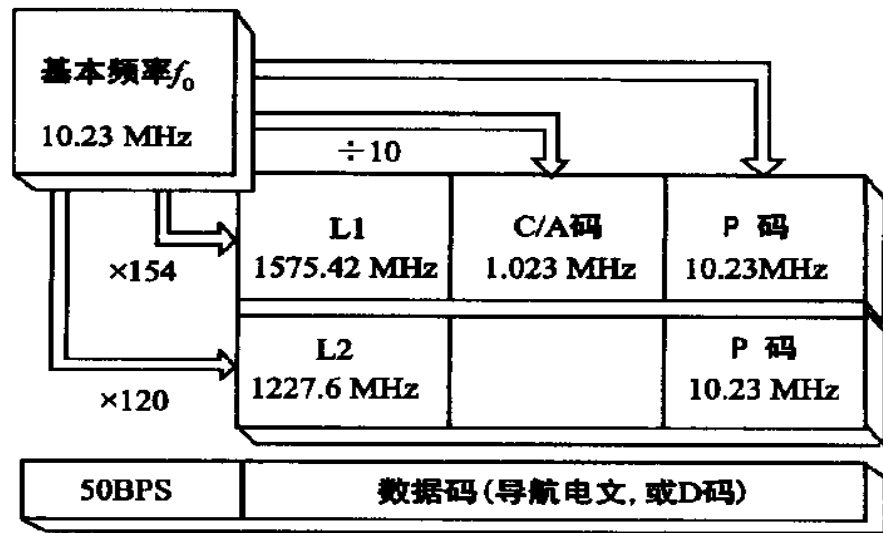 基本频率f₀
10.23 MHz
÷10
×154
×120
L1
1575.42 MHz
C/A码
1.023 MHz
P 码
10.23MHz
L2
1227.6 MHz
P 码
10.23 MHz
50BPS
数据码(导航电文,或D码)